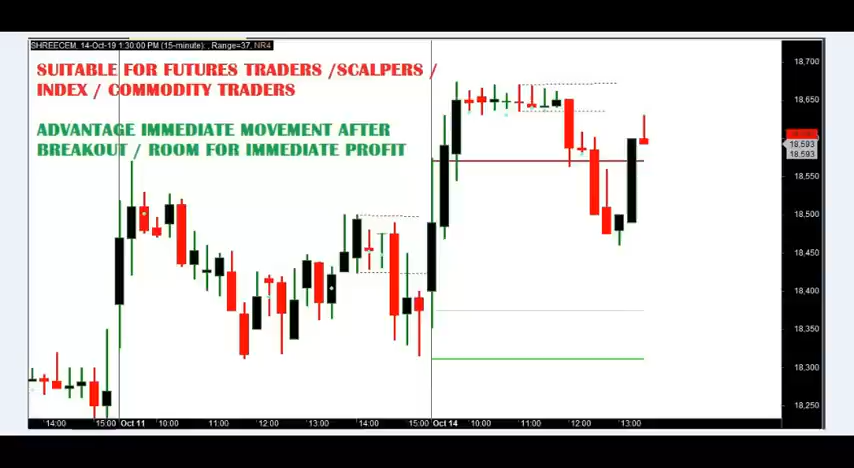 SHREECEM, 14-Oct-19 1:30:00 PM (15-minute): , Range=37, NR4
SUITABLE FOR FUTURES TRADERS /SCALPERS /
INDEX / COMMODITY TRADERS
ADVANTAGE IMMEDIATE MOVEMENT AFTER
BREAKOUT / ROOM FOR IMMEDIATE PROFIT
18,700
18,650
18,593
18,593
18,550
18,500
18,450
18,400
18,350
18,300
18,250
14:00 15:00 Oct 11 10:00 11:00 12:00 13:00 14:00 15:00 Oct 14 10:00 11:00 12:00 13:00